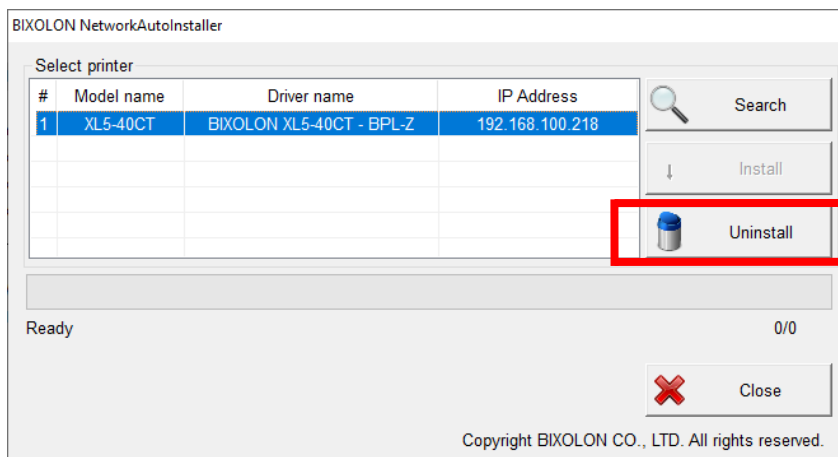 BIXOLON NetworkAutoInstaller
Select printer
# Model name Driver name IP Address
1 XL5-40CT BIXOLON XL5-40CT - BPL-Z 192.168.100.218
Search
Install
Uninstall
Ready 0/0
Close
Copyright BIXOLON CO., LTD. All rights reserved.